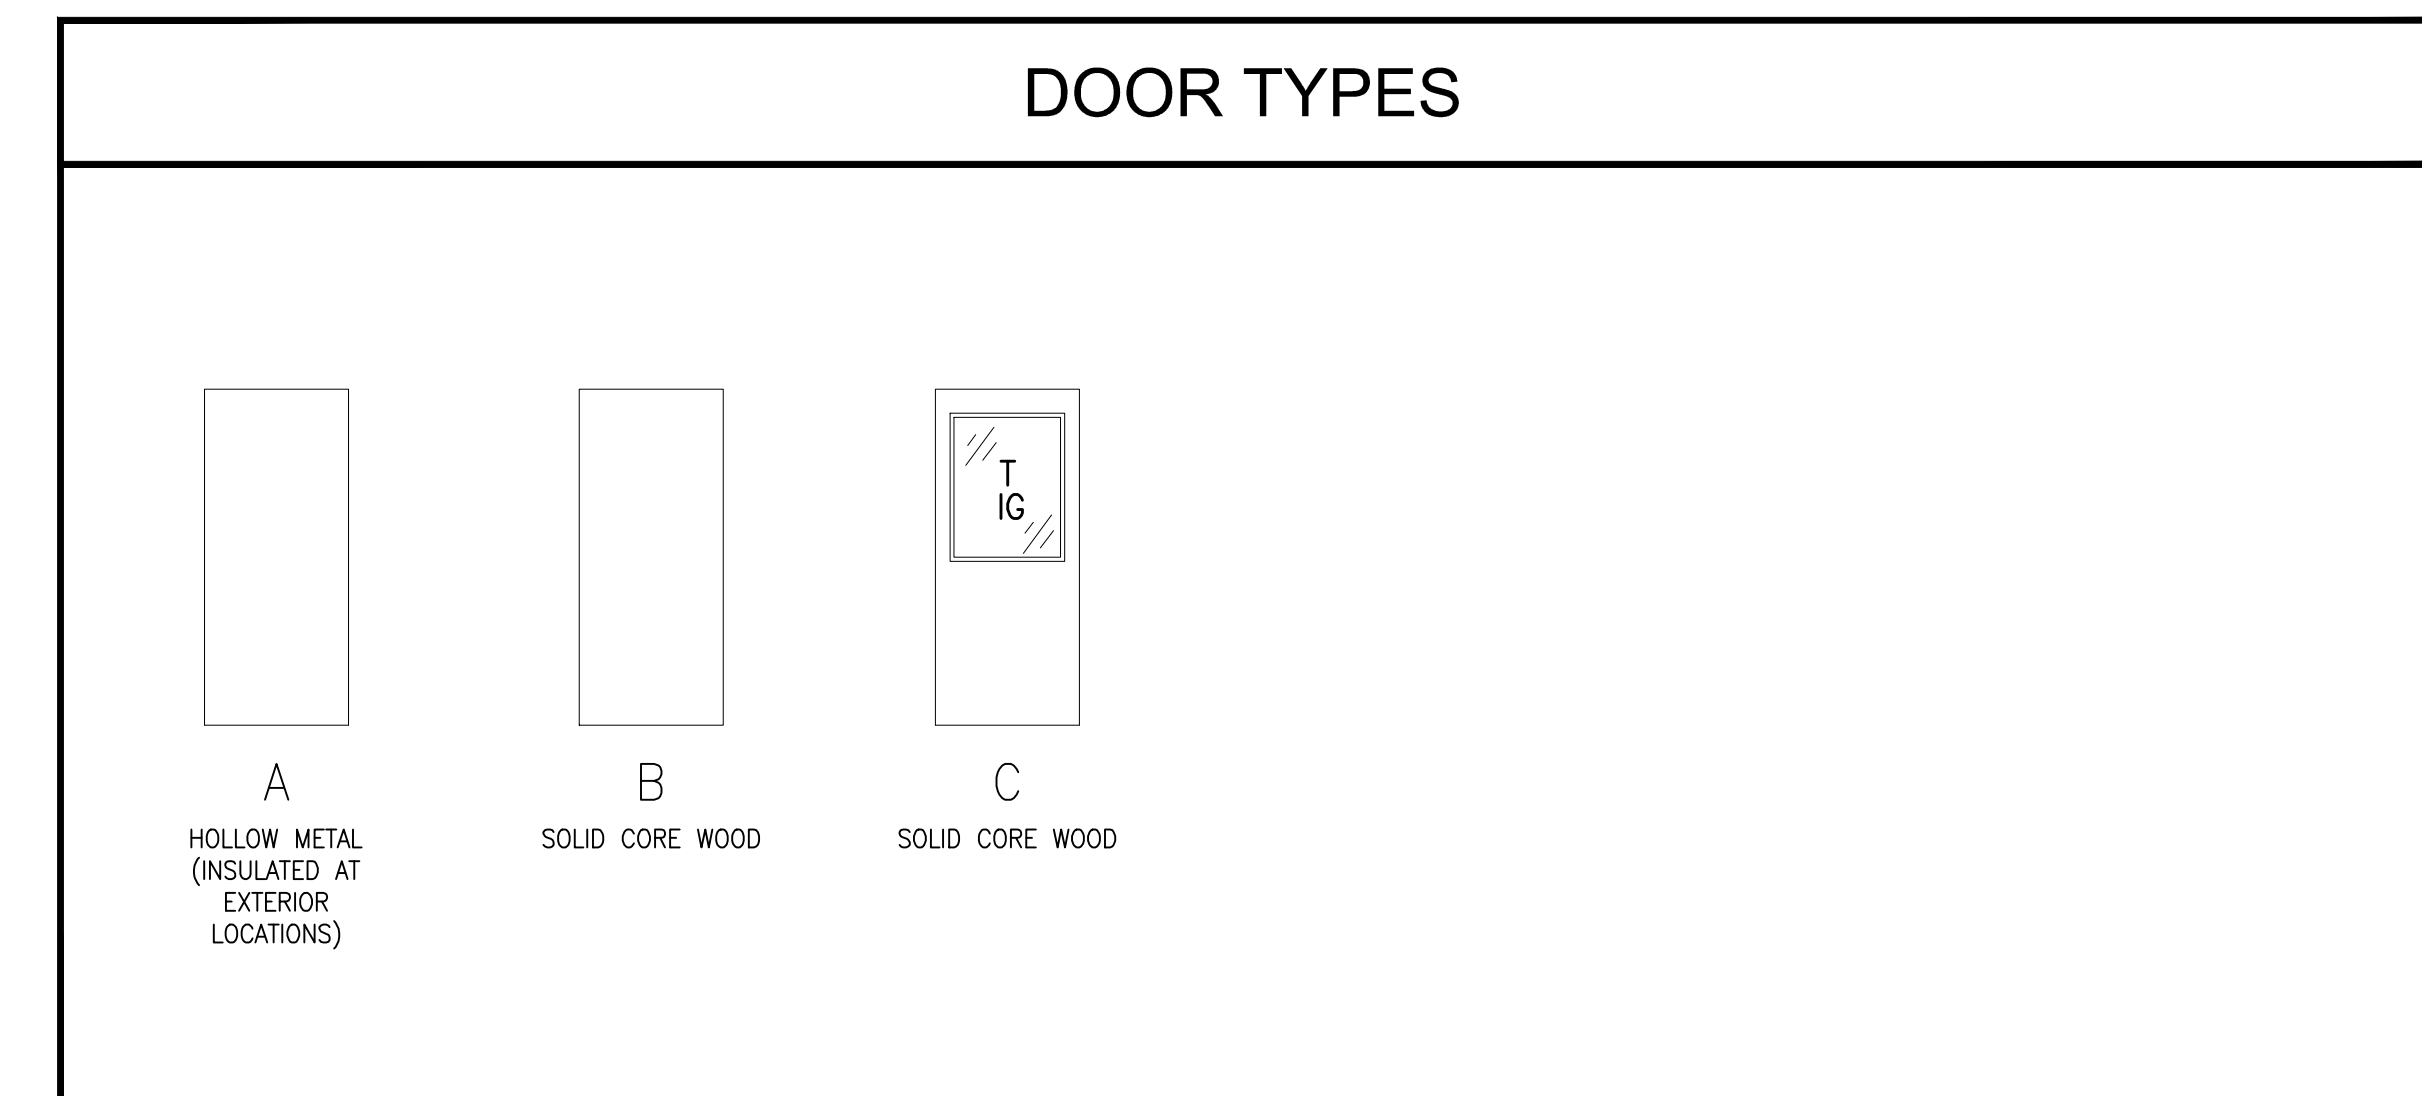 DOOR TYPES
T
IG
A
B
C
HOLLOW METAL
(INSULATED AT
EXTERIOR
LOCATIONS)
SOLID CORE WOOD
SOLID CORE WOOD